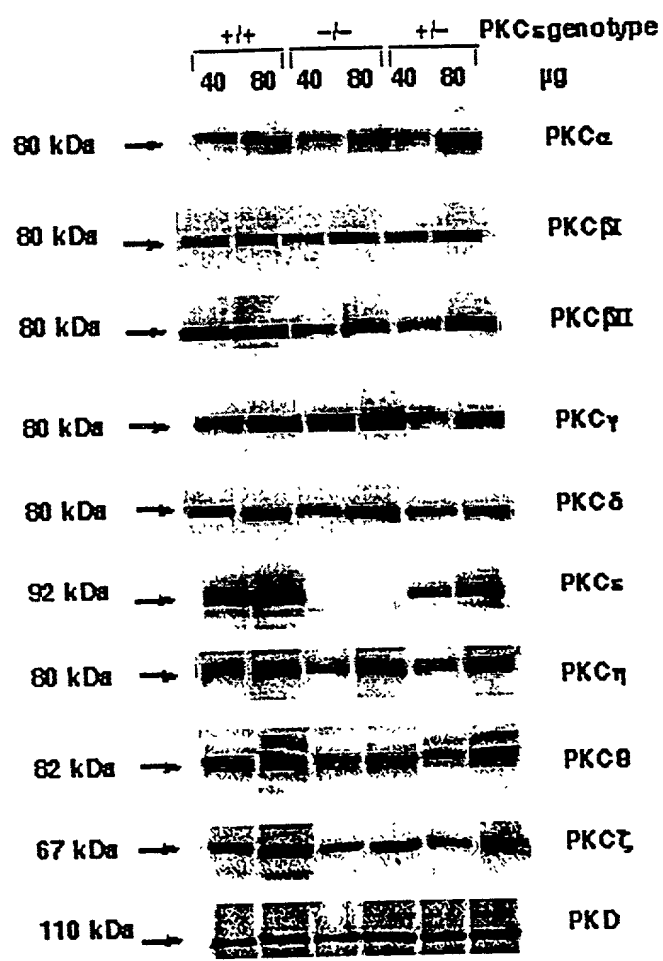 +/+ -/- +/- PKCε genotype
40 80 40 80 40 80 μg
80 kDa PKCα
80 kDa PKCβI
80 kDa PKCβII
80 kDa PKCγ
80 kDa PKCδ
92 kDa PKCε
80 kDa PKCη
82 kDa PKCθ
67 kDa PKCζ
110 kDa PKD